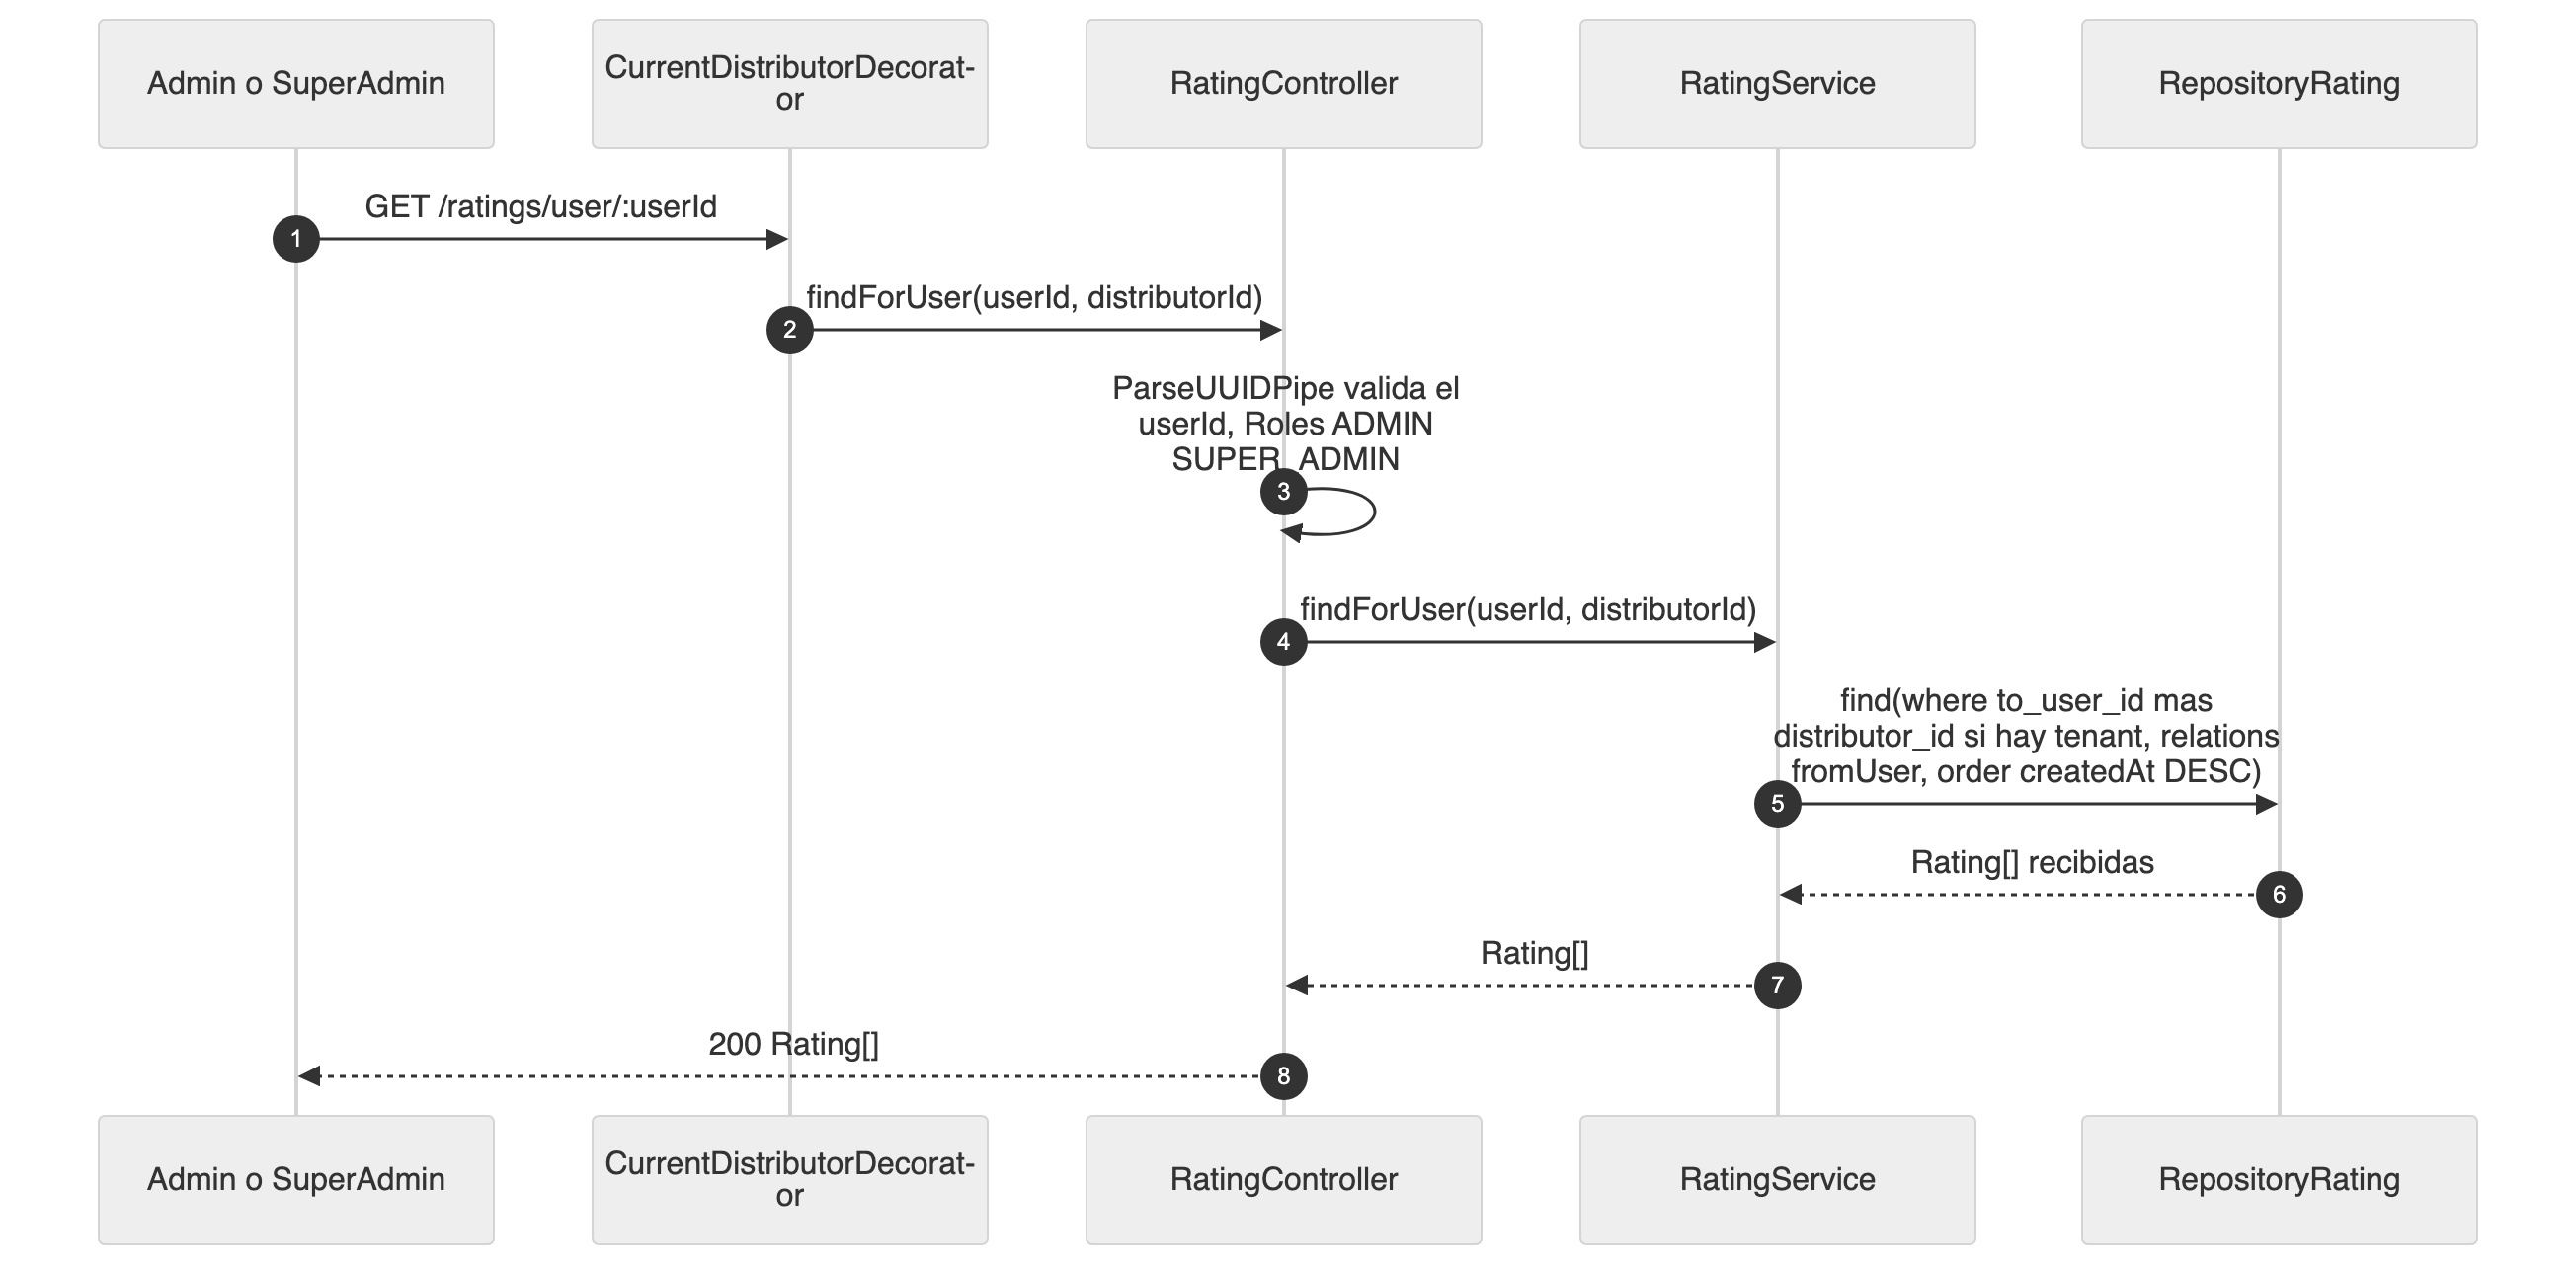 Admin o SuperAdmin
CurrentDistributorDecorat-
or
RatingController
RatingService
RepositoryRating
GET /ratings/user/:userId
1
findForUser(userId, distributorId)
2
ParseUUIDPipe valida el
userId, Roles ADMIN
SUPER_ADMIN
3
findForUser(userId, distributorId)
4
find(where to_user_id mas
distributor_id si hay tenant, relations
fromUser, order createdAt DESC)
5
Rating[] recibidas
6
Rating[]
7
200 Rating[]
8
Admin o SuperAdmin
CurrentDistributorDecorat-
or
RatingController
RatingService
RepositoryRating